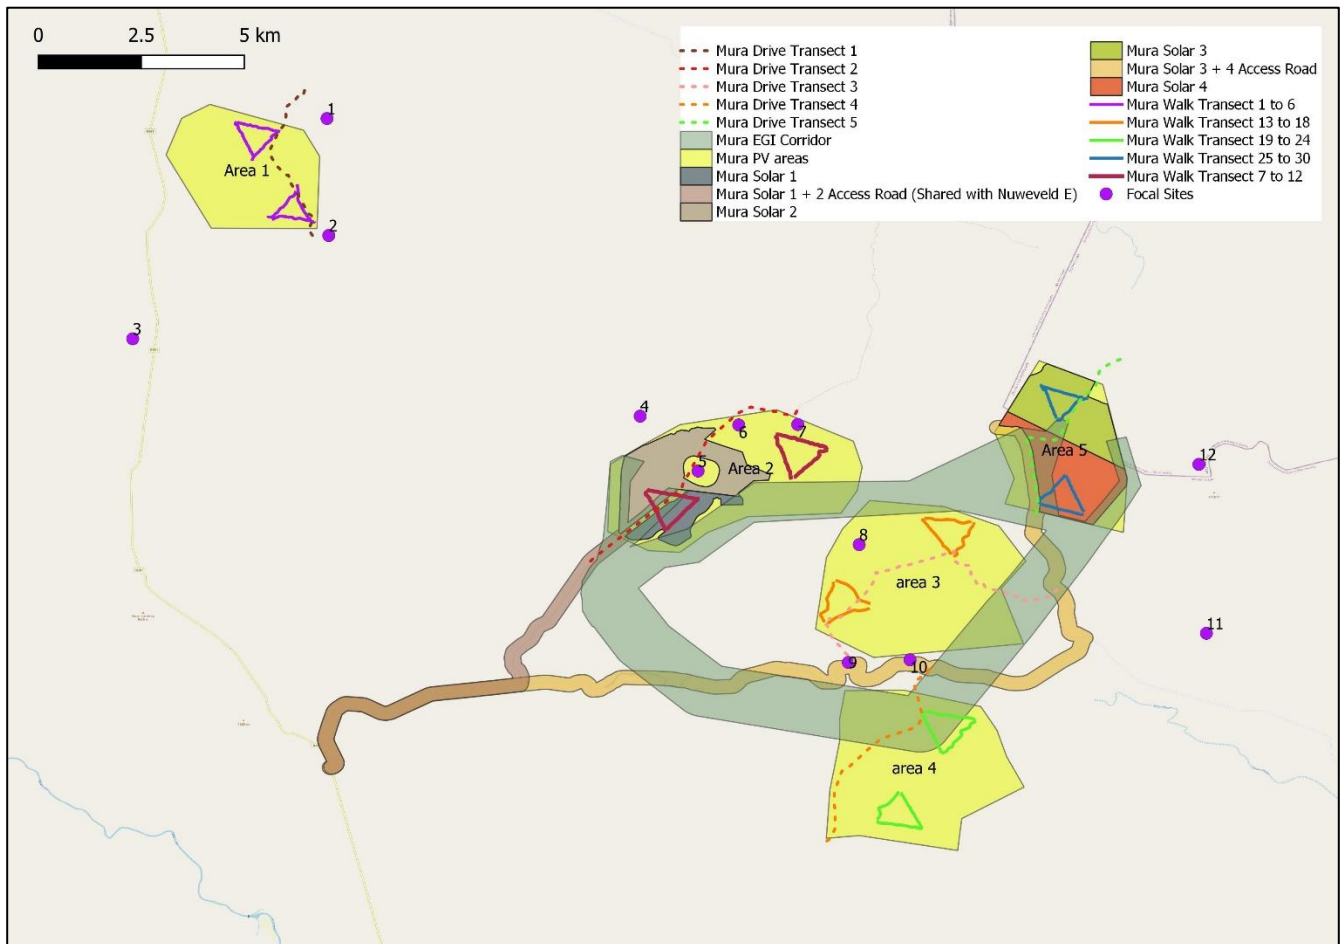 0 2.5 5 km
Mura Drive Transect 1
Mura Drive Transect 2
Mura Drive Transect 3
Mura Drive Transect 4
Mura Drive Transect 5
Mura EGI Corridor
Mura PV areas
Mura Solar 1
Mura Solar 1 + 2 Access Road (Shared with Nuweveld E)
Mura Solar 2
Mura Solar 3
Mura Solar 3 + 4 Access Road
Mura Solar 4
Mura Walk Transect 1 to 6
Mura Walk Transect 13 to 18
Mura Walk Transect 19 to 24
Mura Walk Transect 25 to 30
Mura Walk Transect 7 to 12
Focal Sites
1
Area 1
2
3
4
6
7
5
Area 2
Area 5
12
8
area 3
11
9
10
area 4